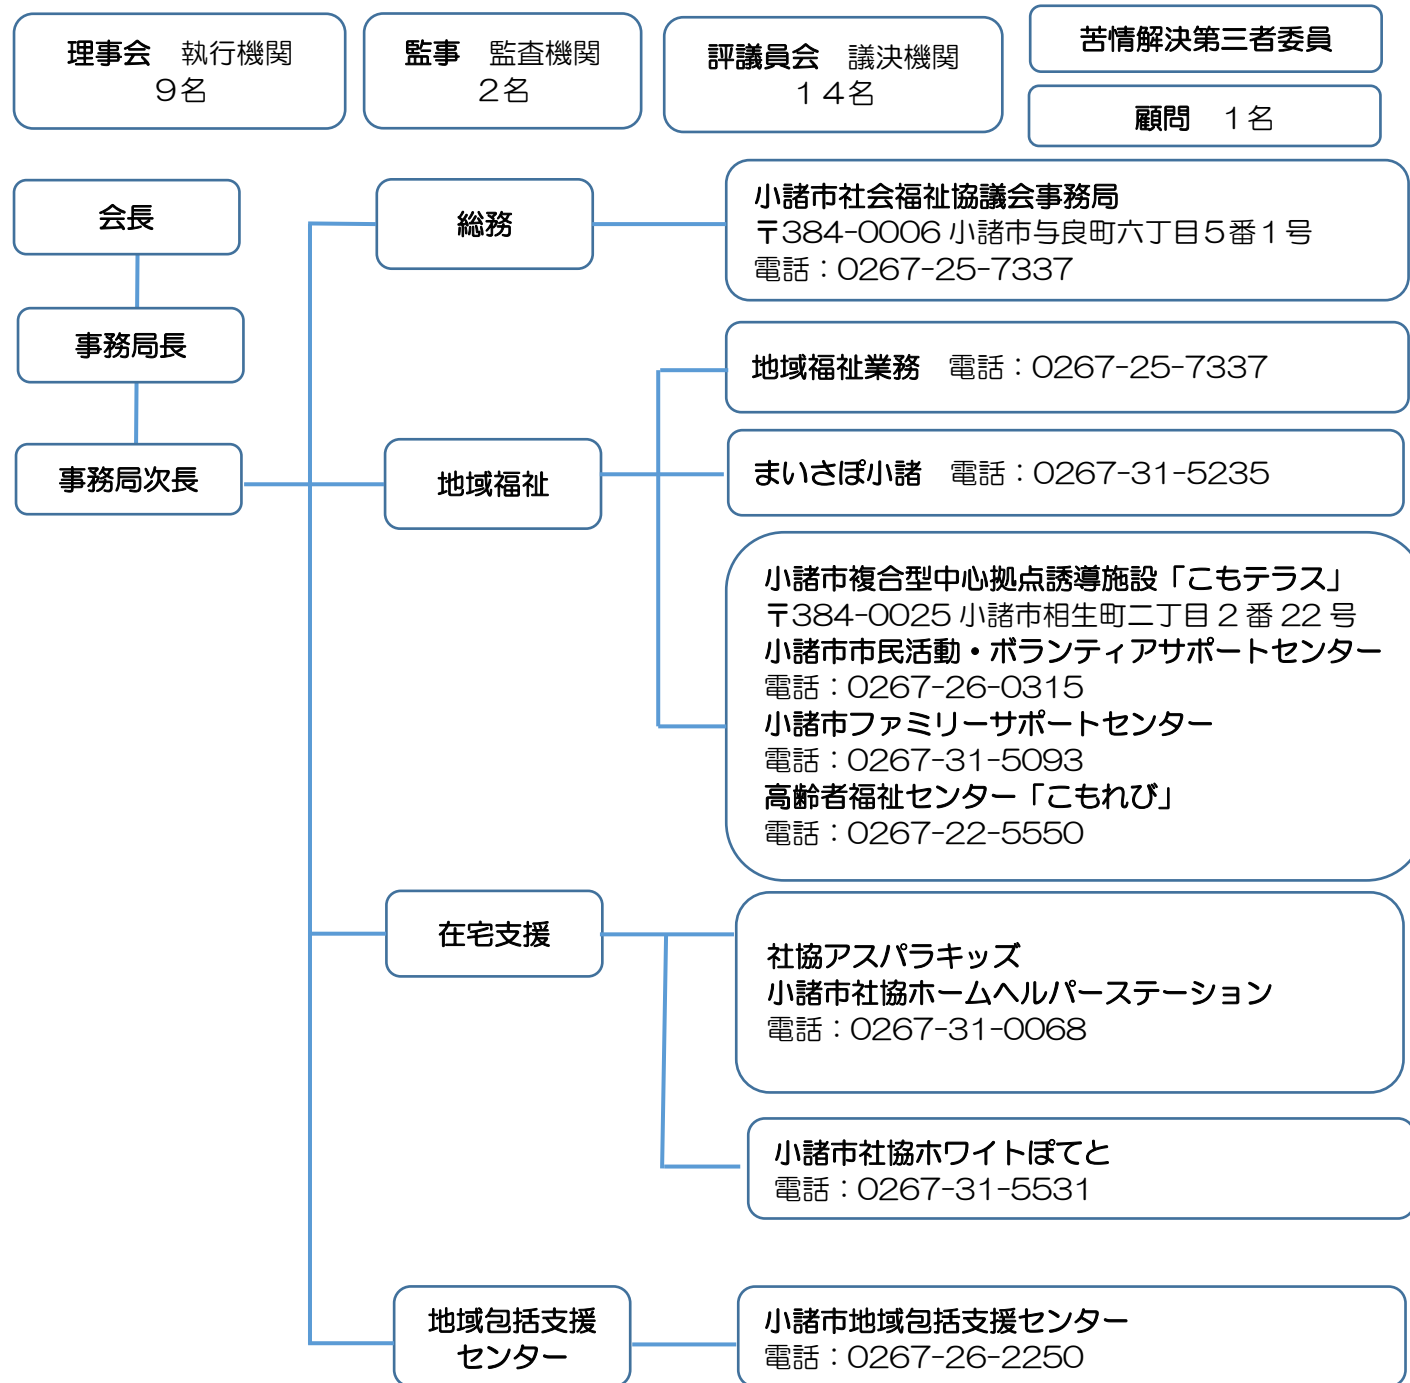 理事会　執行機関
９名
監事　監査機関
２名
評議員会　議決機関
１４名
苦情解決第三者委員
顧問　１名
会長
事務局長
事務局次長
総務
小諸市社会福祉協議会事務局
〒384-0006 小諸市与良町六丁目５番１号
電話：0267-25-7337
地域福祉
地域福祉業務　電話：0267-25-7337
まいさぽ小諸　電話：0267-31-5235
小諸市複合型中心拠点誘導施設「こもテラス」
〒384-0025 小諸市相生町二丁目 2 番 22 号
小諸市市民活動・ボランティアサポートセンター
電話：0267-26-0315
小諸市ファミリーサポートセンター
電話：0267-31-5093
高齢者福祉センター「こもれび」
電話：0267-22-5550
在宅支援
社協アスパラキッズ
小諸市社協ホームヘルパーステーション
電話：0267-31-0068
小諸市社協ホワイトぽてと
電話：0267-31-5531
地域包括支援
センター
小諸市地域包括支援センター
電話：0267-26-2250